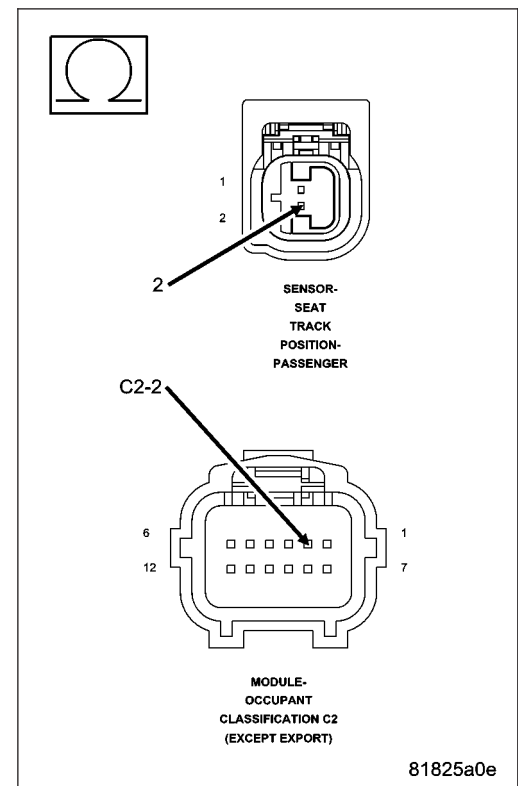 1
2
2
SENSOR-
SEAT
TRACK
POSITION-
PASSENGER
C2-2
6
1
12
7
MODULE-
OCCUPANT
CLASSIFICATION C2
(EXCEPT EXPORT)
81825a0e